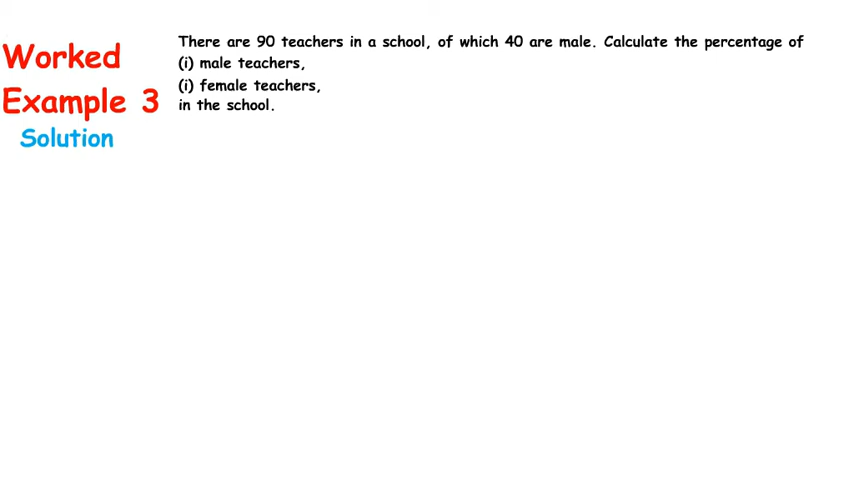 Worked
Example 3
Solution
There are 90 teachers in a school, of which 40 are male. Calculate the percentage of
(i) male teachers,
(i) female teachers,
in the school.